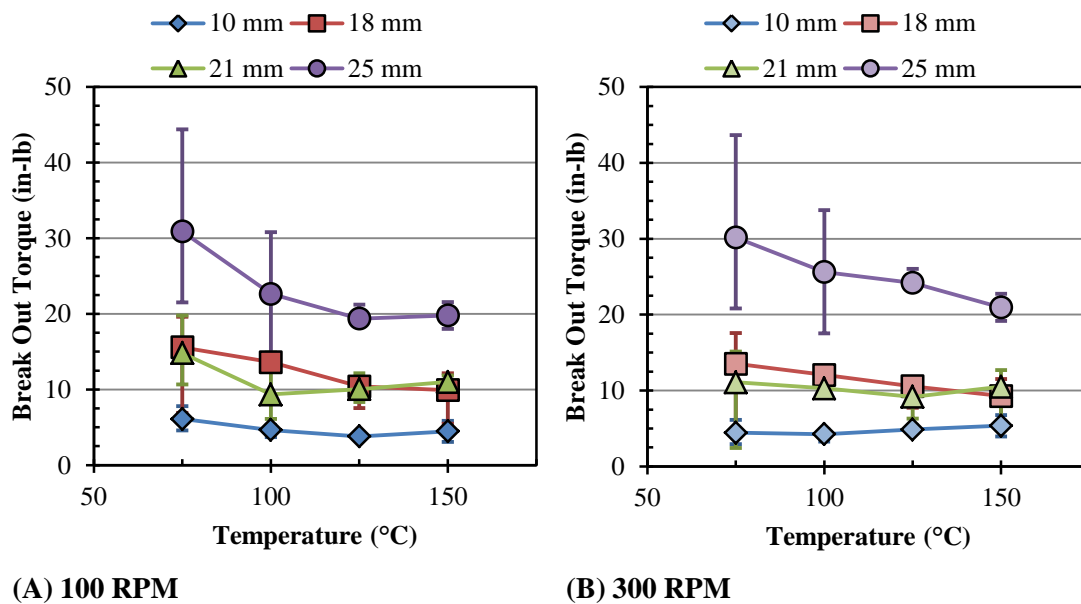 10 mm 18 mm
21 mm 25 mm
50
40
30
20
10
0
50 100 150
Break Out Torque (in-lb)
Temperature (°C)
(A) 100 RPM
10 mm 18 mm
21 mm 25 mm
50
40
30
20
10
0
50 100 150
Break Out Torque (in-lb)
Temperature (°C)
(B) 300 RPM